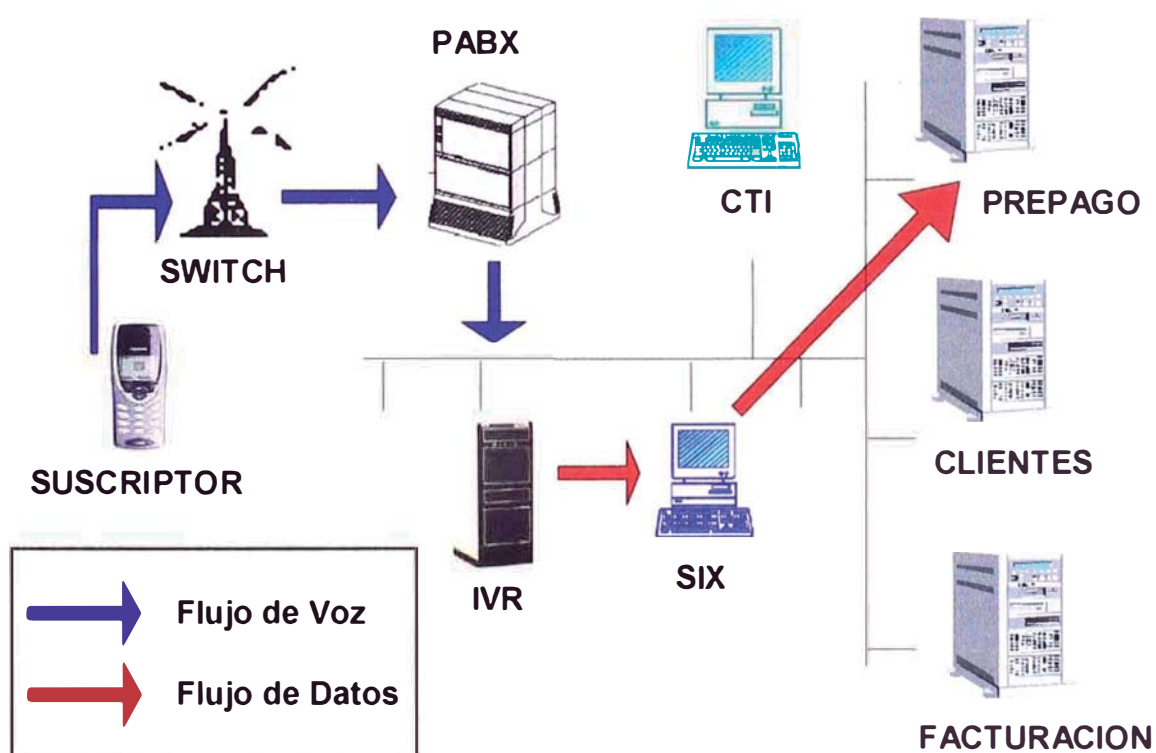 PABX
CTI
PREPAGO
SWITCH
SUSCRIPTOR
CLIENTES
IVR
SIX
FACTURACION
Flujo de Voz
Flujo de Datos